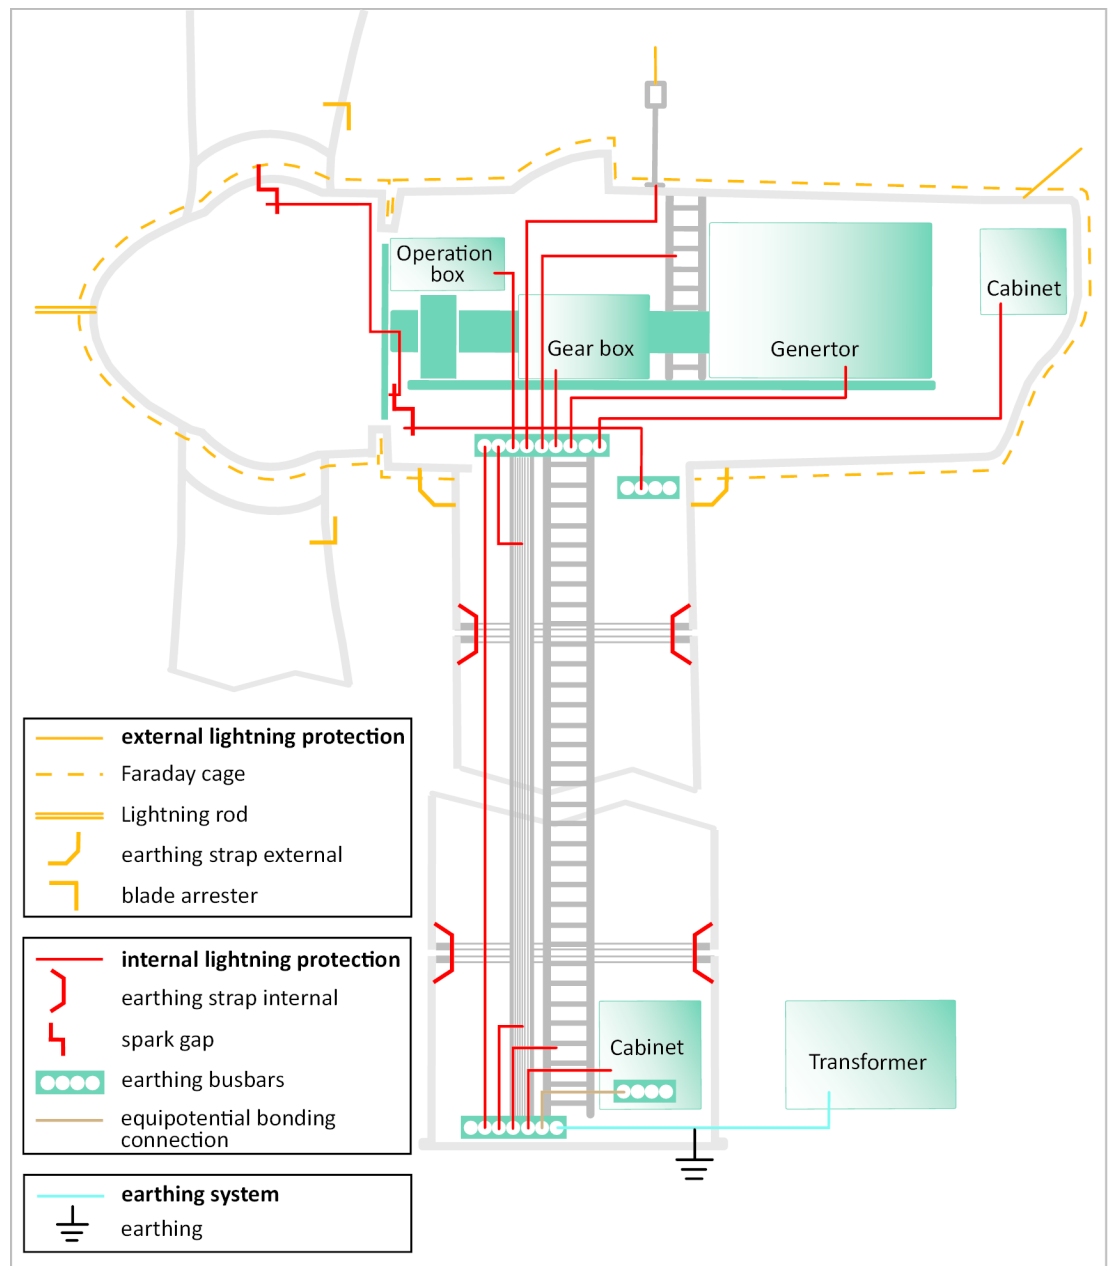 Operation
box
Cabinet
Gear box
Genertor
external lightning protection
Faraday cage
Lightning rod
earthing strap external
blade arrester
internal lightning protection
earthing strap internal
spark gap
earthing busbars
equipotential bonding
connection
Cabinet
Transformer
earthing system
earthing